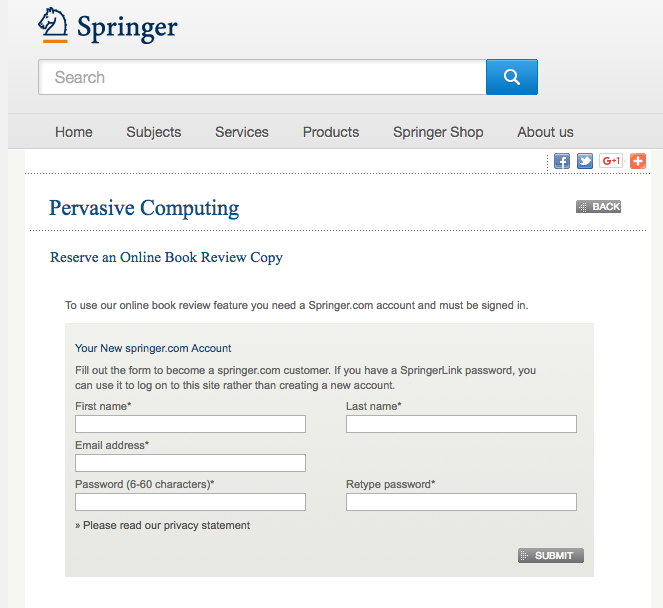 Springer
Search
Home Subjects Services Products Springer Shop About us
G+1
Pervasive Computing
BACK
Reserve an Online Book Review Copy
To use our online book review feature you need a Springer.com account and must be signed in.
Your New springer.com Account
Fill out the form to become a springer.com customer. If you have a SpringerLink password, you
can use it to log on to this site rather than creating a new account.
First name* Last name*
Email address*
Password (6-60 characters)* Retype password*
» Please read our privacy statement
SUBMIT